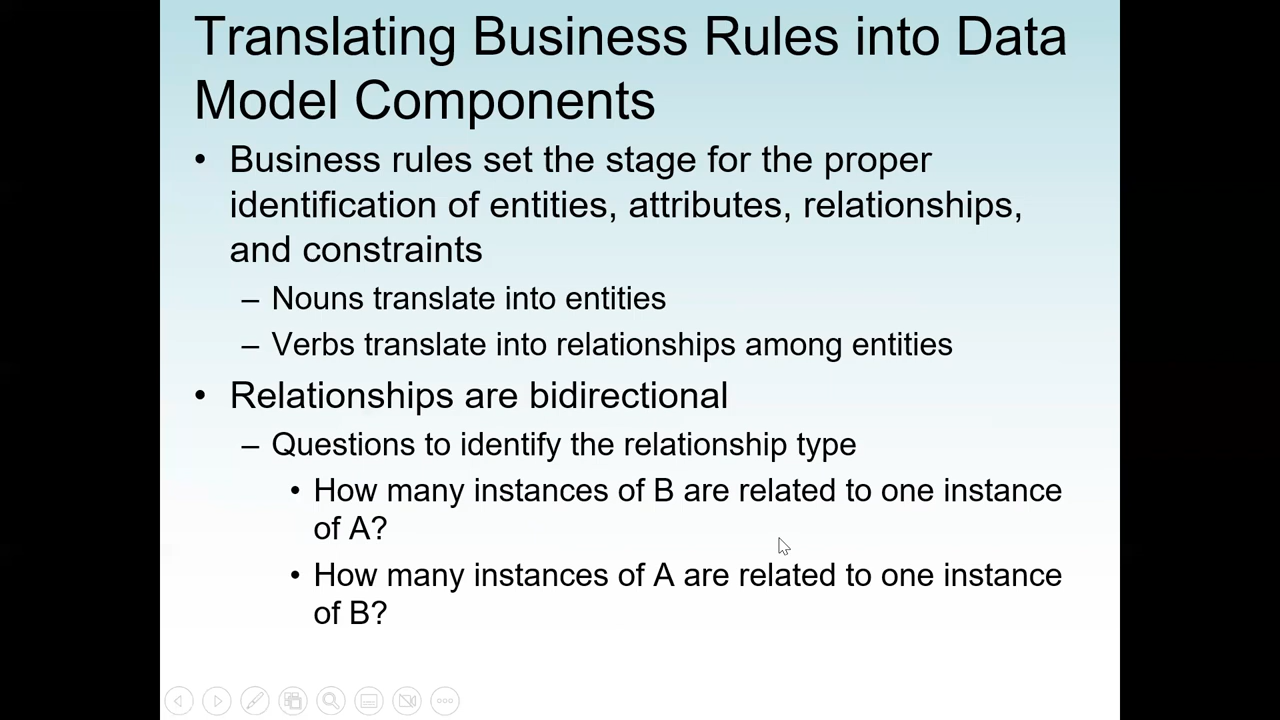 Translating Business Rules into Data
Model Components
• Business rules set the stage for the proper
identification of entities, attributes, relationships,
and constraints
– Nouns translate into entities
– Verbs translate into relationships among entities
• Relationships are bidirectional
– Questions to identify the relationship type
• How many instances of B are related to one instance
of A?
• How many instances of A are related to one instance
of B?